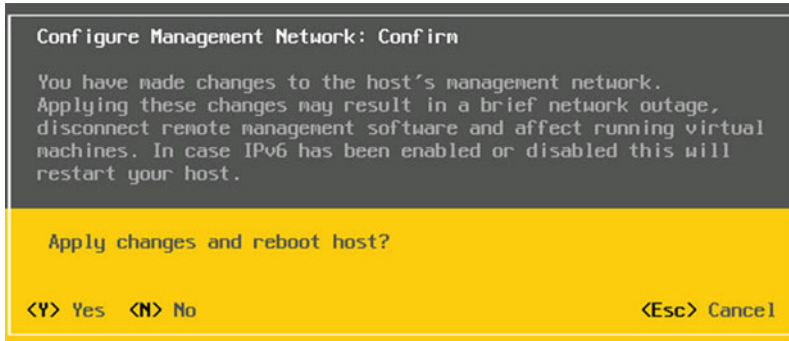 Configure Management Network: Confirm
You have made changes to the host's management network.
Applying these changes may result in a brief network outage,
disconnect remote management software and affect running virtual
machines. In case IPv6 has been enabled or disabled this will
restart your host.
Apply changes and reboot host?
<Y> Yes <N> No <Esc> Cancel